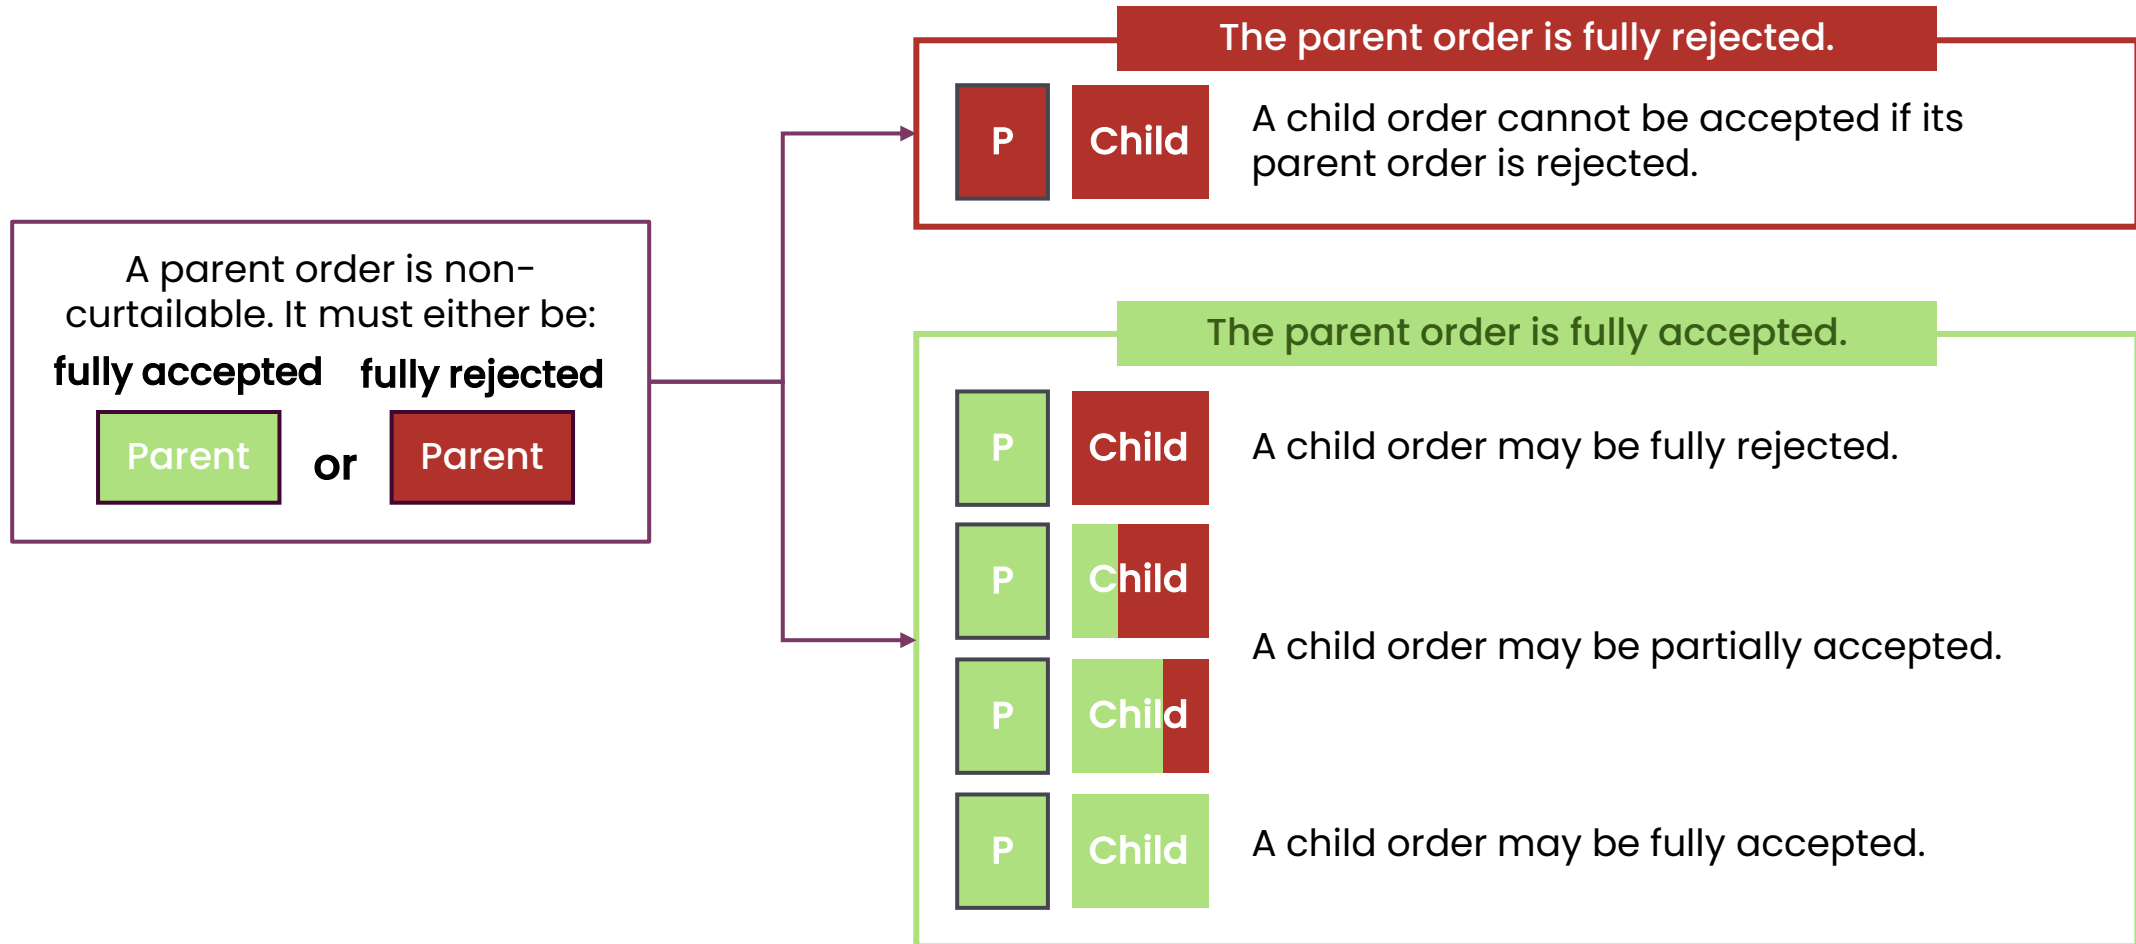 A parent order is non-
curtailable. It must either be:
fully accepted fully rejected
Parent or Parent
The parent order is fully rejected.
P Child A child order cannot be accepted if its
parent order is rejected.
The parent order is fully accepted.
P Child A child order may be fully rejected.
P Child
A child order may be partially accepted.
P Child
P Child A child order may be fully accepted.